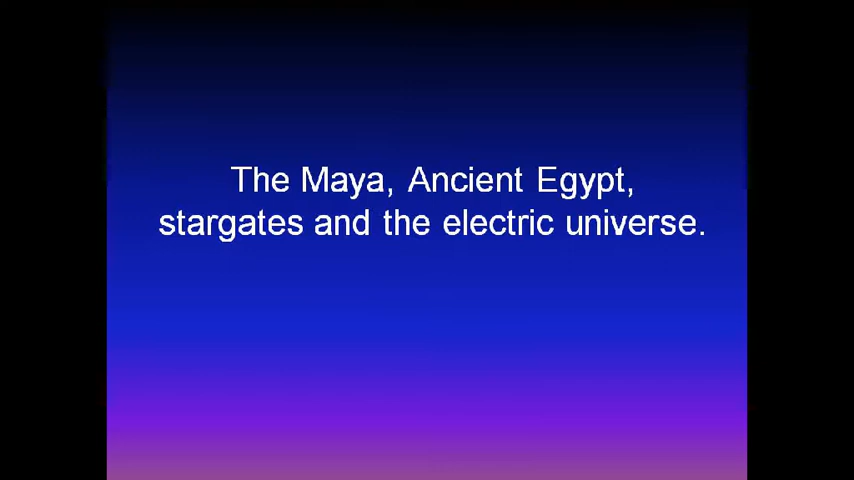 The Maya, Ancient Egypt,
stargates and the electric universe.